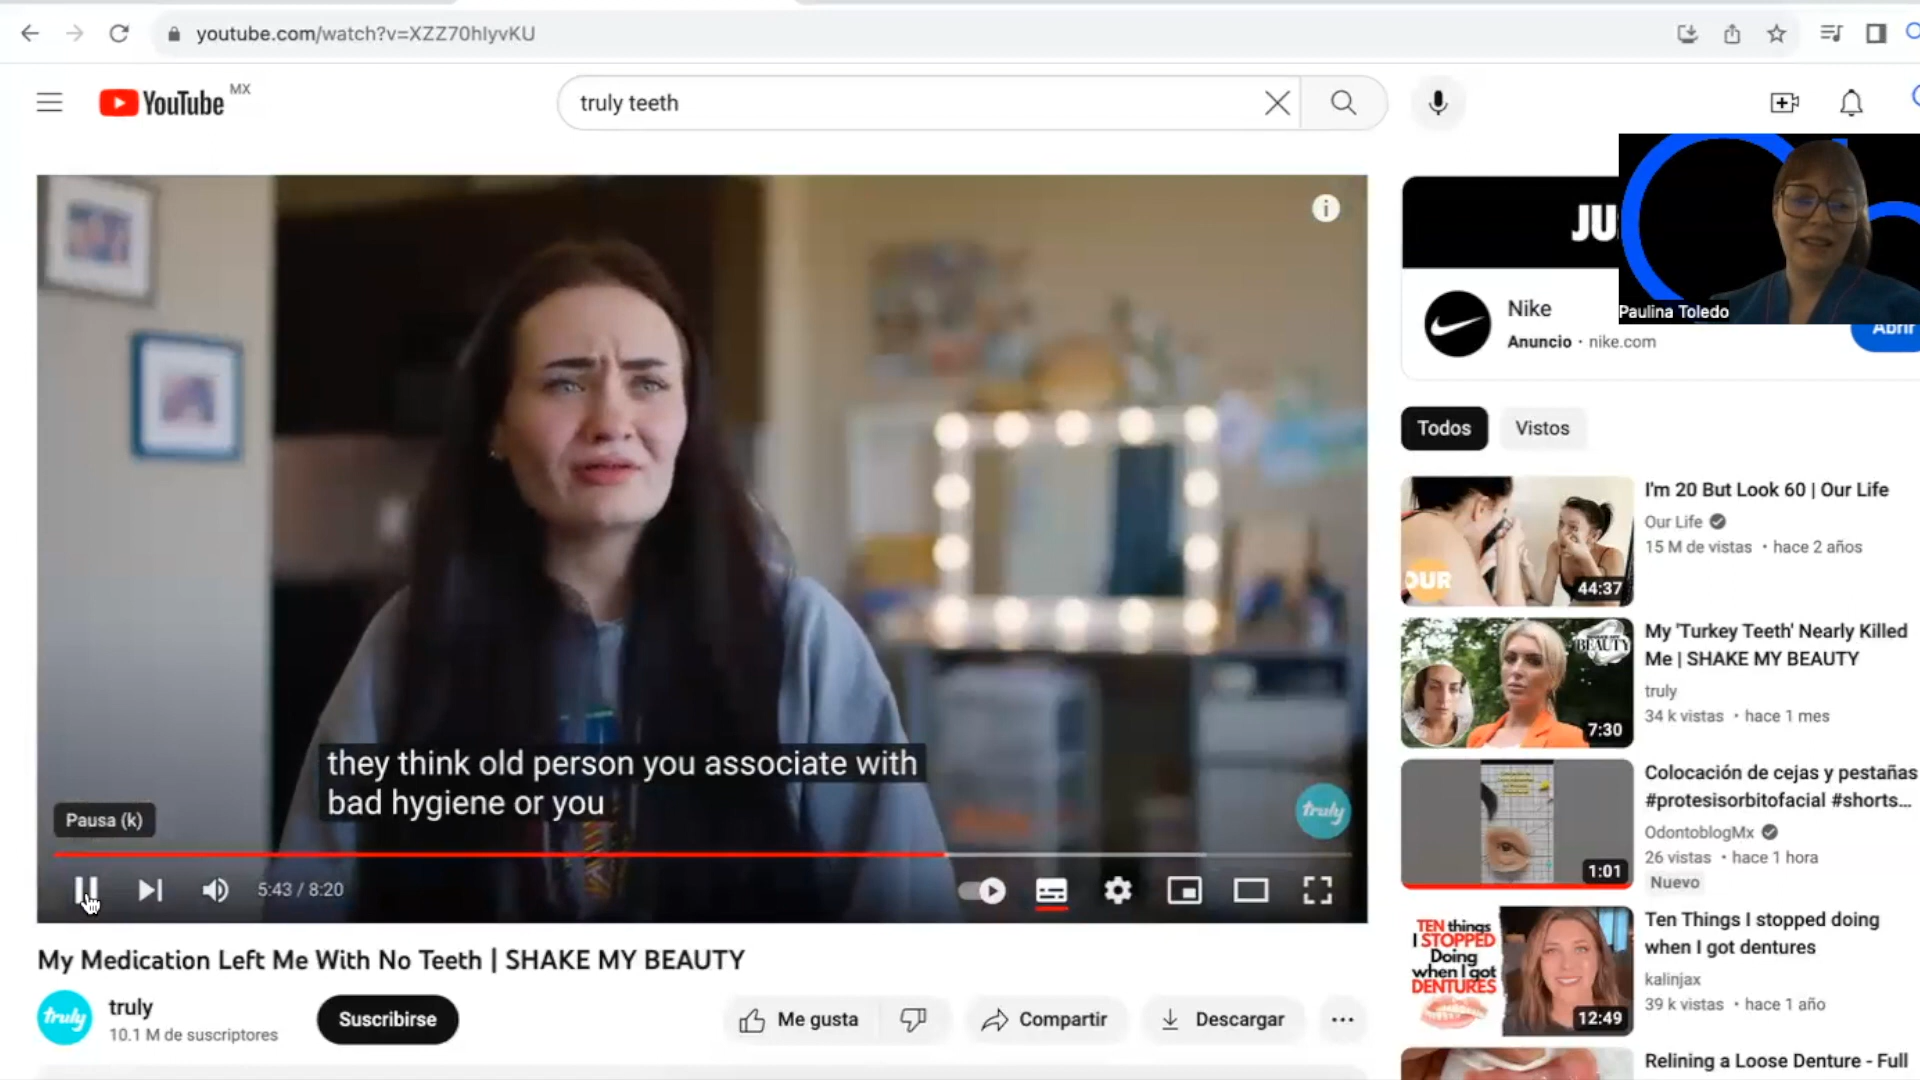 youtube.com/watch?v=XZZ70hIyvKU
YouTube MX
truly teeth
they think old person you associate with
bad hygiene or you
truly
Pausa (k)
5:43 / 8:20
My Medication Left Me With No Teeth | SHAKE MY BEAUTY
truly
truly
10.1 M de suscriptores
Suscribirse
Me gusta
Compartir
Descargar
JU
Paulina Toledo
Nike
Anuncio · nike.com
Abrir
Todos
Vistos
OUR
44:37
I'm 20 But Look 60 | Our Life
Our Life
15 M de vistas · hace 2 años
BEAUTY
7:30
My 'Turkey Teeth' Nearly Killed
Me | SHAKE MY BEAUTY
truly
34 k vistas · hace 1 mes
1:01
Colocación de cejas y pestañas
#protesisorbitofacial #shorts...
OdontoblogMx
26 vistas · hace 1 hora
Nuevo
TEN things
I STOPPED
Doing
when I got
DENTURES
12:49
Ten Things I stopped doing
when I got dentures
kalinjax
39 k vistas · hace 1 año
Relining a Loose Denture - Full